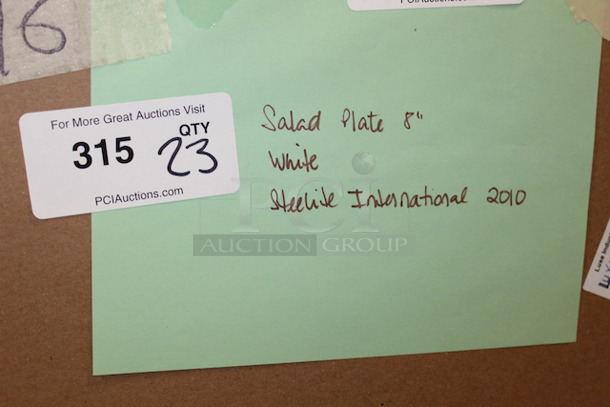 16
For More Great Auctions Visit
315
QTY
23
PCIAuctions.com
Salad Plate 8"
White
Steelite International 2010
PCI
AUCTION GROUP